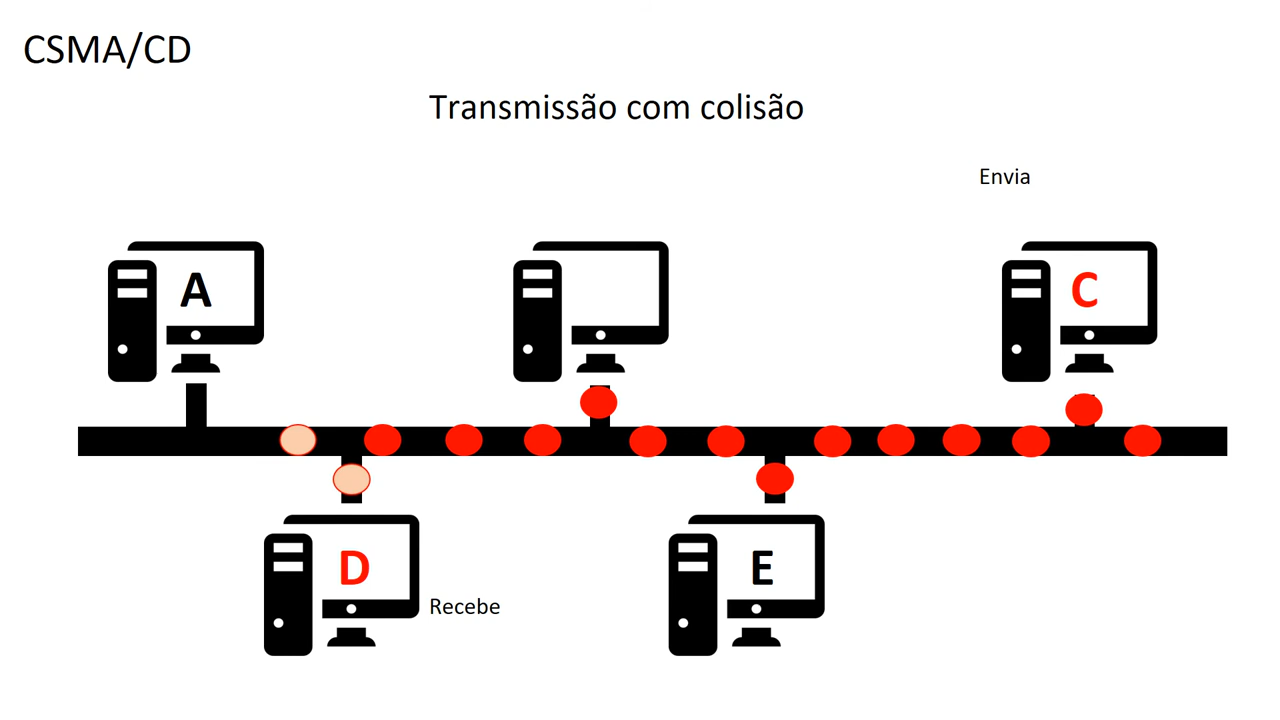 CSMA/CD
Transmissão com colisão
Envia
A
C
D
E
Recebe